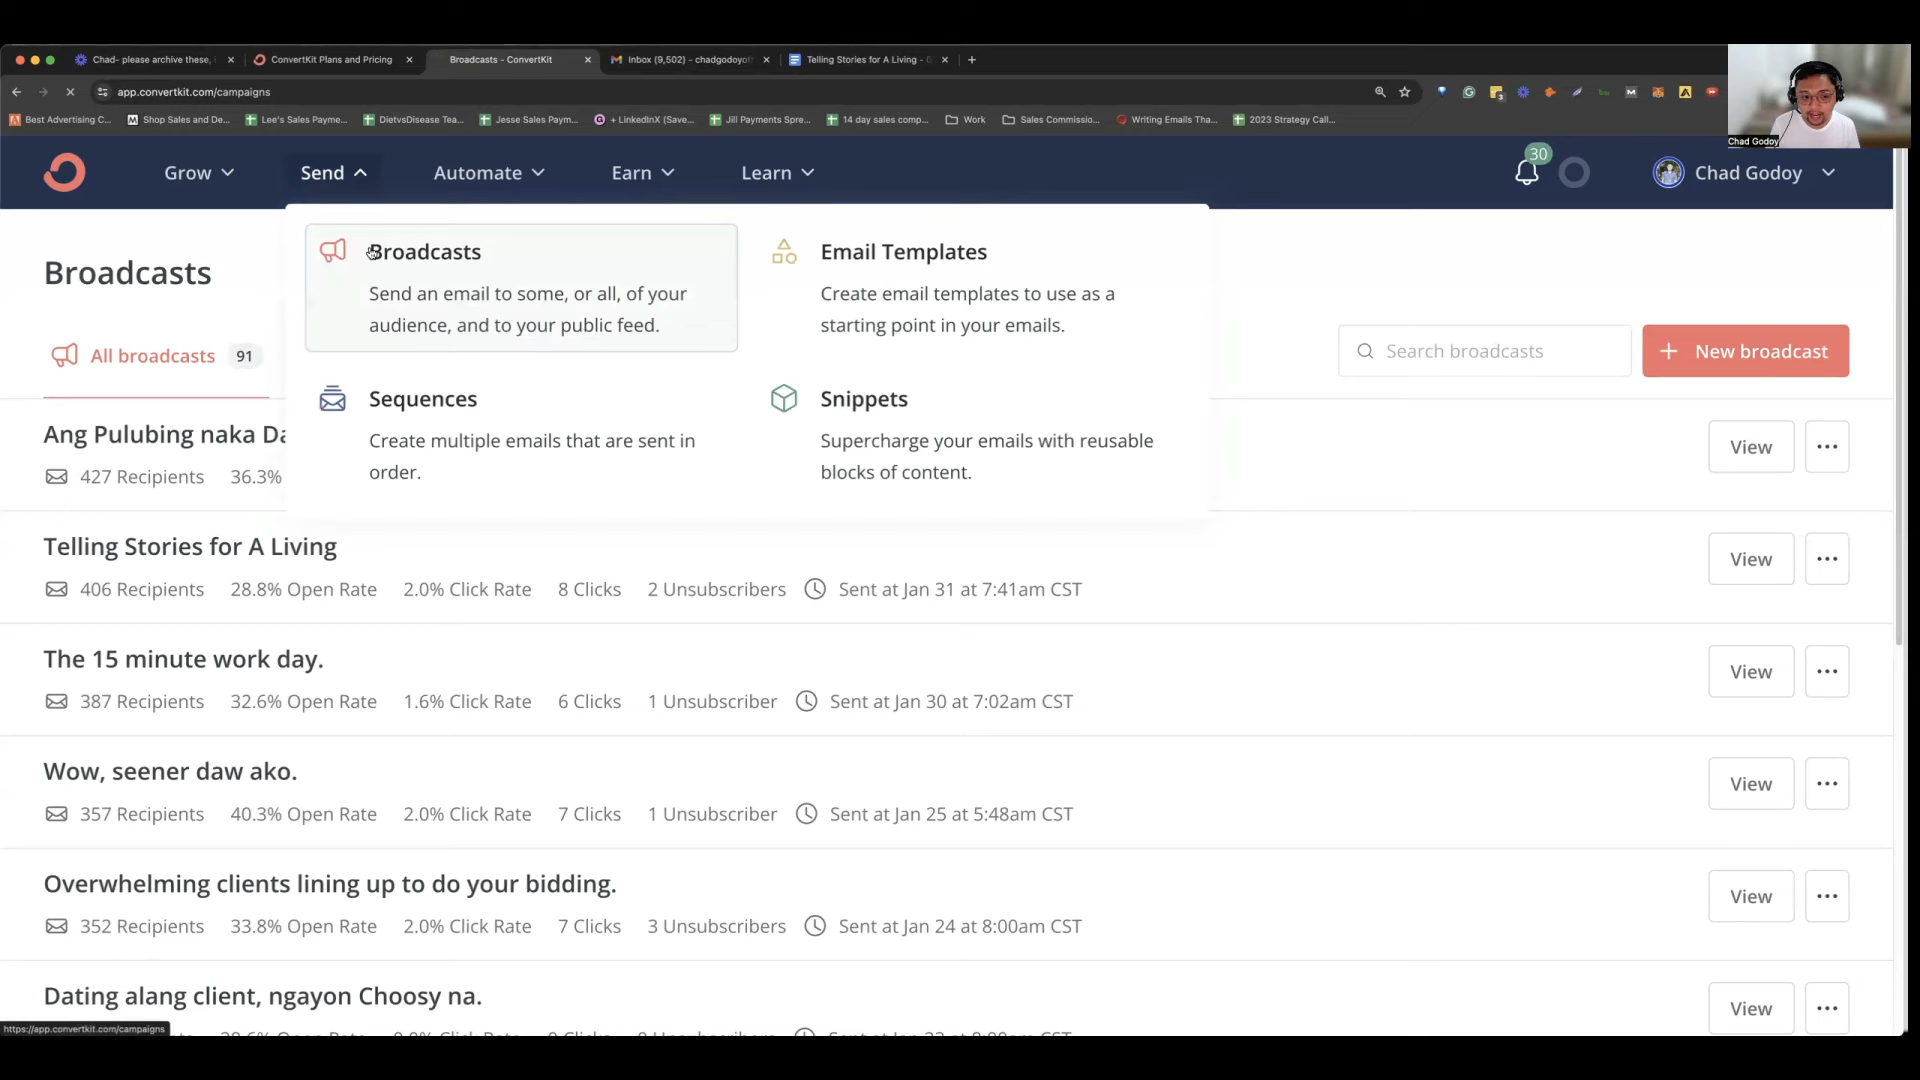 Chad- please archive these,
ConvertKit Plans and Pricing
Broadcasts - ConvertKit
Inbox (9,502) - chadgodoyof
Telling Stories for A Living -
app.convertkit.com/campaigns
Best Advertising C...
Shop Sales and De...
Lee's Sales Payme...
DietvsDisease Tea...
Jesse Sales Paym...
+ LinkedInX (Save...
Jill Payments Spre...
14 day sales comp...
Work
Sales Commissio...
Writing Emails Tha...
2023 Strategy Call...
Chad Godoy
Grow
Send
Automate
Earn
Learn
30
Chad Godoy
Broadcasts
Send an email to some, or all, of your
audience, and to your public feed.
Email Templates
Create email templates to use as a
starting point in your emails.
Sequences
Create multiple emails that are sent in
order.
Snippets
Supercharge your emails with reusable
blocks of content.
Broadcasts
All broadcasts 91
Search broadcasts
+ New broadcast
Ang Pulubing naka Da
427 Recipients 36.3%
View
Telling Stories for A Living
406 Recipients 28.8% Open Rate 2.0% Click Rate 8 Clicks 2 Unsubscribers Sent at Jan 31 at 7:41am CST
View
The 15 minute work day.
387 Recipients 32.6% Open Rate 1.6% Click Rate 6 Clicks 1 Unsubscriber Sent at Jan 30 at 7:02am CST
View
Wow, seener daw ako.
357 Recipients 40.3% Open Rate 2.0% Click Rate 7 Clicks 1 Unsubscriber Sent at Jan 25 at 5:48am CST
View
Overwhelming clients lining up to do your bidding.
352 Recipients 33.8% Open Rate 2.0% Click Rate 7 Clicks 3 Unsubscribers Sent at Jan 24 at 8:00am CST
View
Dating alang client, ngayon Choosy na.
View
https://app.convertkit.com/campaigns